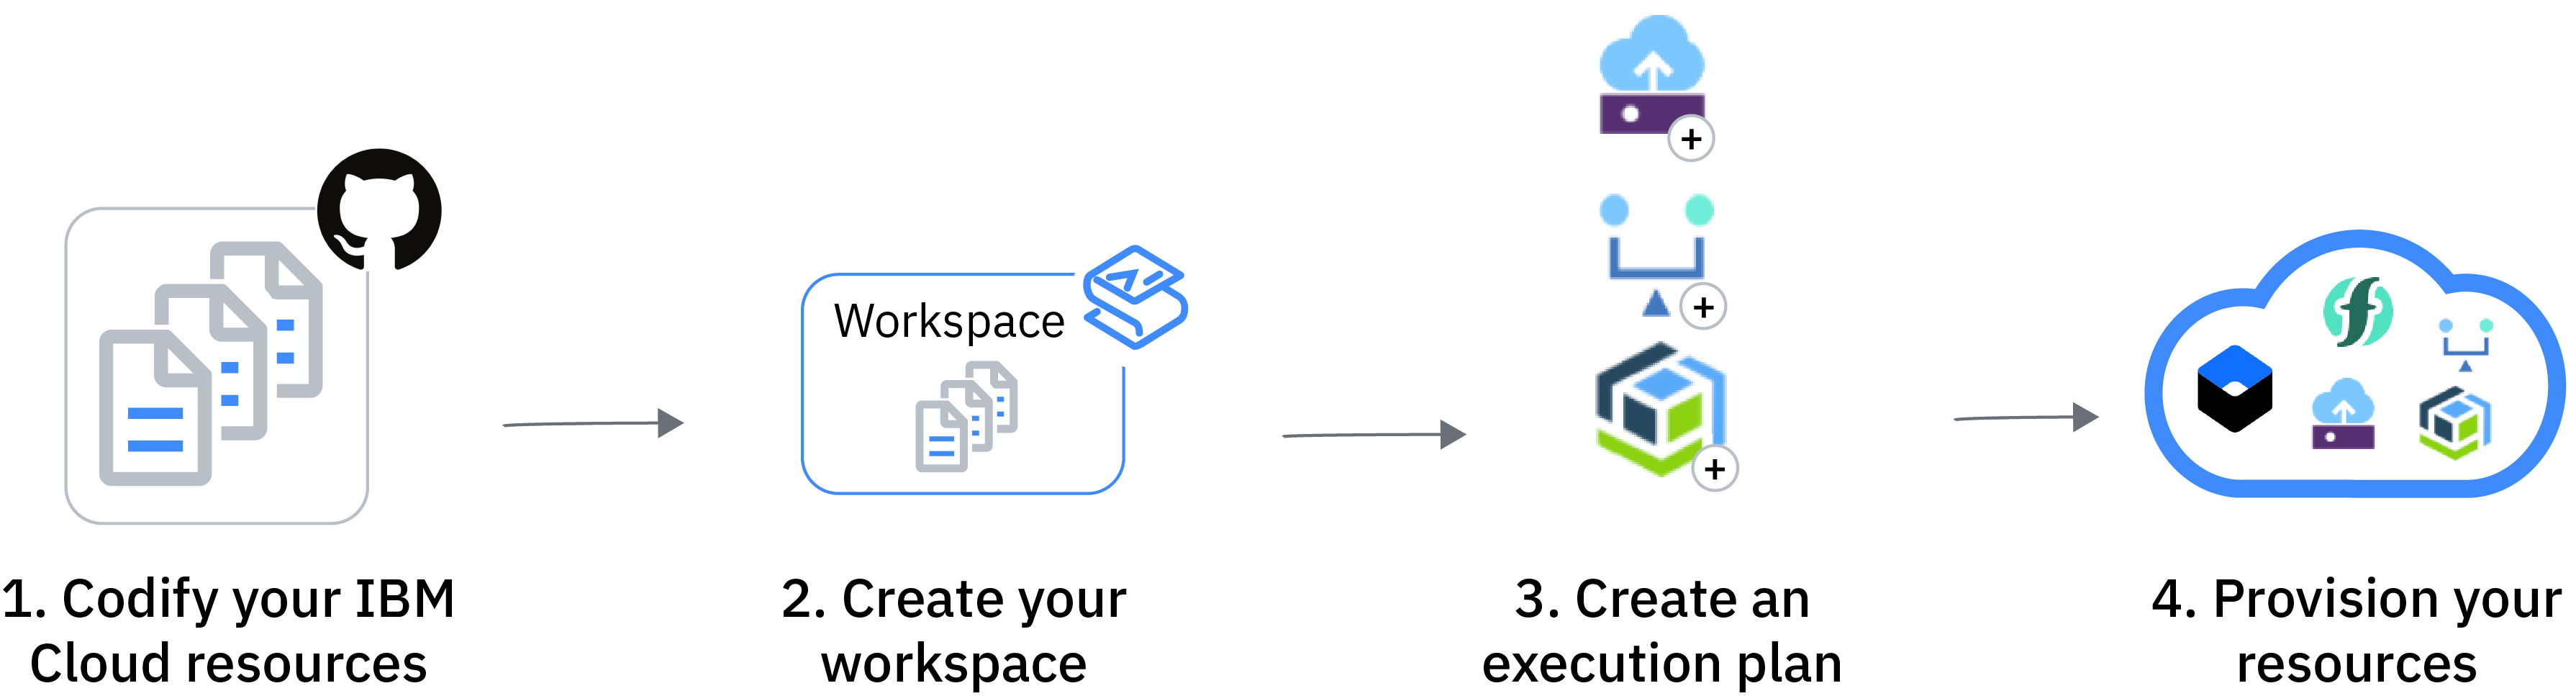 Workspace
1. Codify your IBM
Cloud resources
2. Create your
workspace
3. Create an
execution plan
4. Provision your
resources